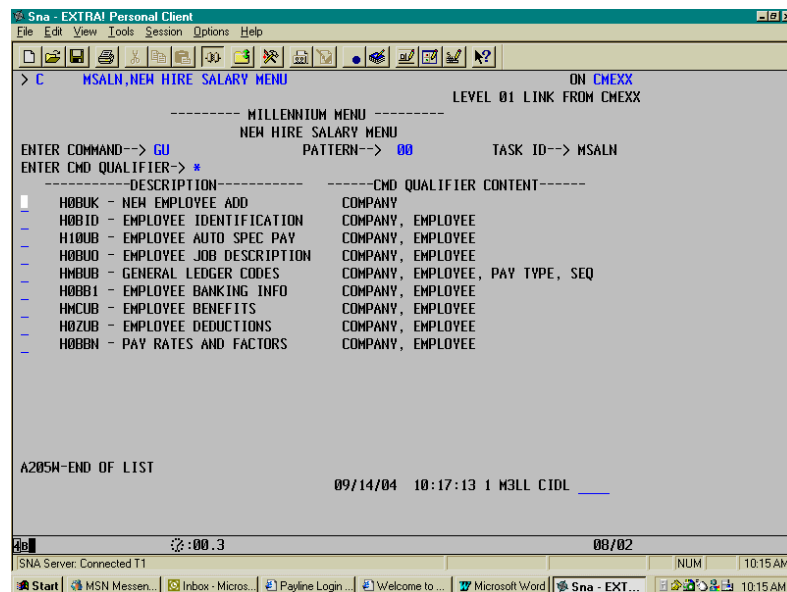 Sna - EXTRA! Personal Client
File Edit View Tools Session Options Help
> C MSALN,NEW HIRE SALARY MENU ON CMEXX
LEVEL 01 LINK FROM CMEXX
--------- MILLENNIUM MENU ---------
NEW HIRE SALARY MENU
ENTER COMMAND--> GU PATTERN--> 00 TASK ID--> MSALN
ENTER CMD QUALIFIER-> *
-----------DESCRIPTION----------- ------CMD QUALIFIER CONTENT------
_ H0BUK - NEW EMPLOYEE ADD COMPANY
_ H0BID - EMPLOYEE IDENTIFICATION COMPANY, EMPLOYEE
_ H10UB - EMPLOYEE AUTO SPEC PAY COMPANY, EMPLOYEE
_ H0BUO - EMPLOYEE JOB DESCRIPTION COMPANY, EMPLOYEE
_ HMBUB - GENERAL LEDGER CODES COMPANY, EMPLOYEE, PAY TYPE, SEQ
_ H0BB1 - EMPLOYEE BANKING INFO COMPANY, EMPLOYEE
_ HMCUB - EMPLOYEE BENEFITS COMPANY, EMPLOYEE
_ H0ZUB - EMPLOYEE DEDUCTIONS COMPANY, EMPLOYEE
_ H0BBN - PAY RATES AND FACTORS COMPANY, EMPLOYEE
A205W-END OF LIST
09/14/04 10:17:13 1 M3LL CIDL ____
4B :00.3 08/02
SNA Server: Connected T1 NUM 10:15 AM
Start MSN Messen... Inbox - Micros... Payline Login ... Welcome to ... Microsoft Word Sna - EXT... 10:15 AM